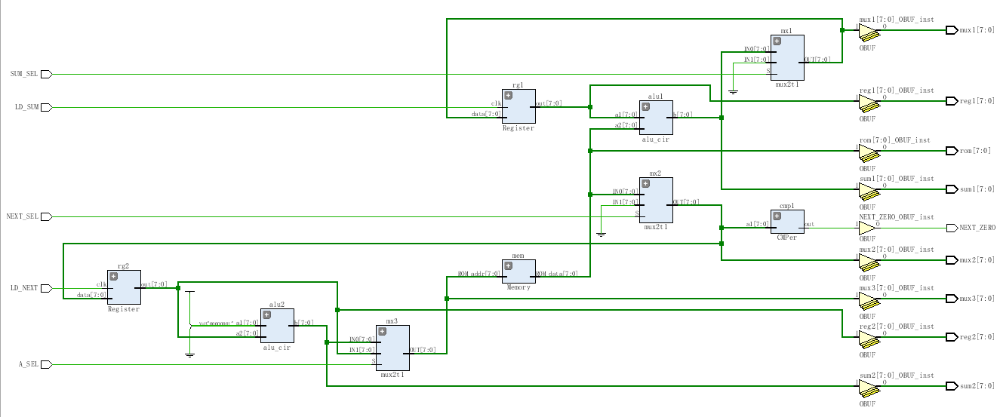 mux1[7:0]_OBUF_inst
I
O
mux1[7:0]
OBUF
mx1
IN0[7:0]
IN1[7:0]
OUT[7:0]
S
mux2t1
SUM_SEL
LD_SUM
rg1
clk
out[7:0]
data[7:0]
Register
alu1
a1[7:0]
b[7:0]
a2[7:0]
alu_cir
reg1[7:0]_OBUF_inst
I
O
reg1[7:0]
OBUF
rom[7:0]_OBUF_inst
I
O
rom[7:0]
OBUF
sum1[7:0]_OBUF_inst
I
O
sum1[7:0]
OBUF
mx2
IN0[7:0]
IN1[7:0]
OUT[7:0]
S
mux2t1
NEXT_SEL
cmp1
a1[7:0]
out
CMPer
NEXT_ZERO_OBUF_inst
I
O
NEXT_ZERO
OBUF
mux2[7:0]_OBUF_inst
I
O
mux2[7:0]
OBUF
mem
ROM_addr[7:0]
ROM_data[7:0]
Memory
rg2
LD_NEXT
clk
out[7:0]
data[7:0]
Register
mux3[7:0]_OBUF_inst
I
O
mux3[7:0]
OBUF
alu2
a1[7:0]
b[7:0]
a2[7:0]
alu_cir
mx3
IN0[7:0]
IN1[7:0]
OUT[7:0]
S
mux2t1
A_SEL
reg2[7:0]_OBUF_inst
I
O
reg2[7:0]
OBUF
sum2[7:0]_OBUF_inst
I
O
sum2[7:0]
OBUF